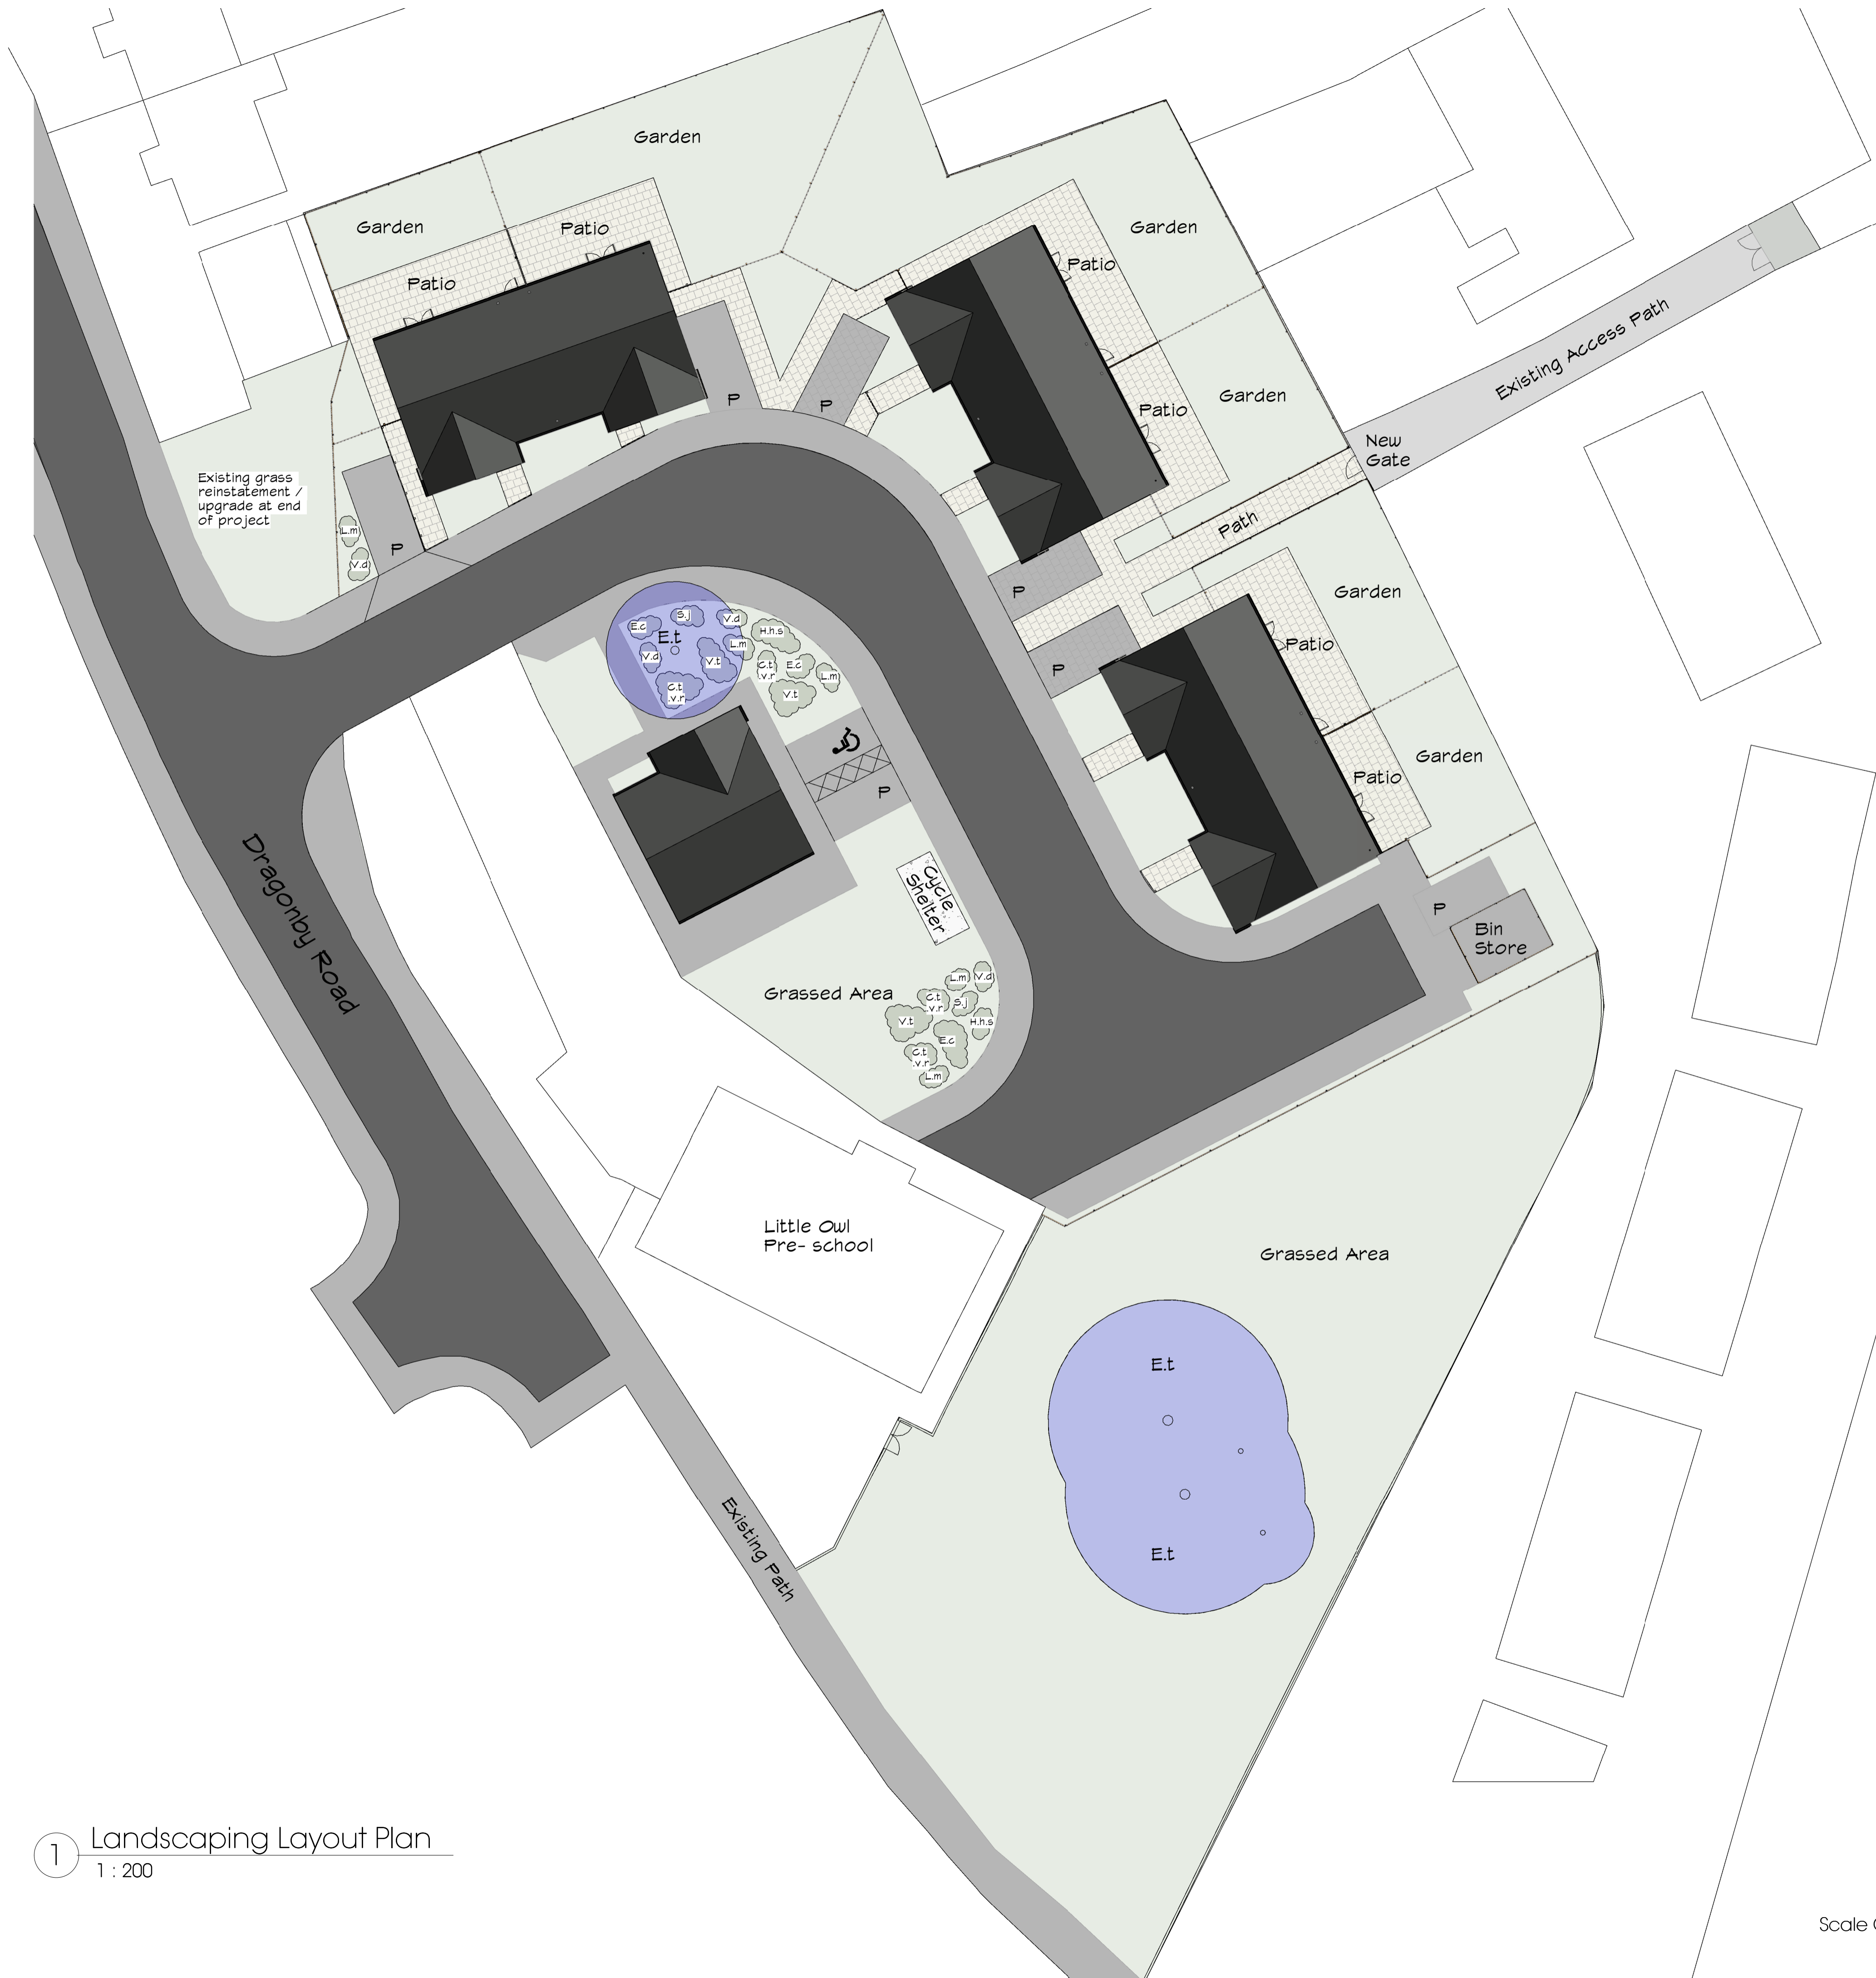 Garden
Garden
Patio
Patio
Garden
Patio
Existing Access Path
P
P
Garden
Patio
New
Gate
Existing grass
reinstatement /
upgrade at end
of project
L.m
V.d
P
Path
P
Garden
S.j
E.c
V.d
E.t
H.h.s
L.m
V.d
V.t
C.t
.v.r
E.c
L.m
C.t
.v.r
V.t
P
Patio
Garden
Patio
P
Dragonby Road
Cycle
Shelter
P
Bin
Store
Grassed Area
L.m
V.d
C.t
.v.r
S.j
V.t
H.h.s
E.c
C.t
.v.r
L.m
Little Owl
Pre- school
Grassed Area
E.t
E.t
Existing Path
1
Landscaping Layout Plan
1 : 200
Scale